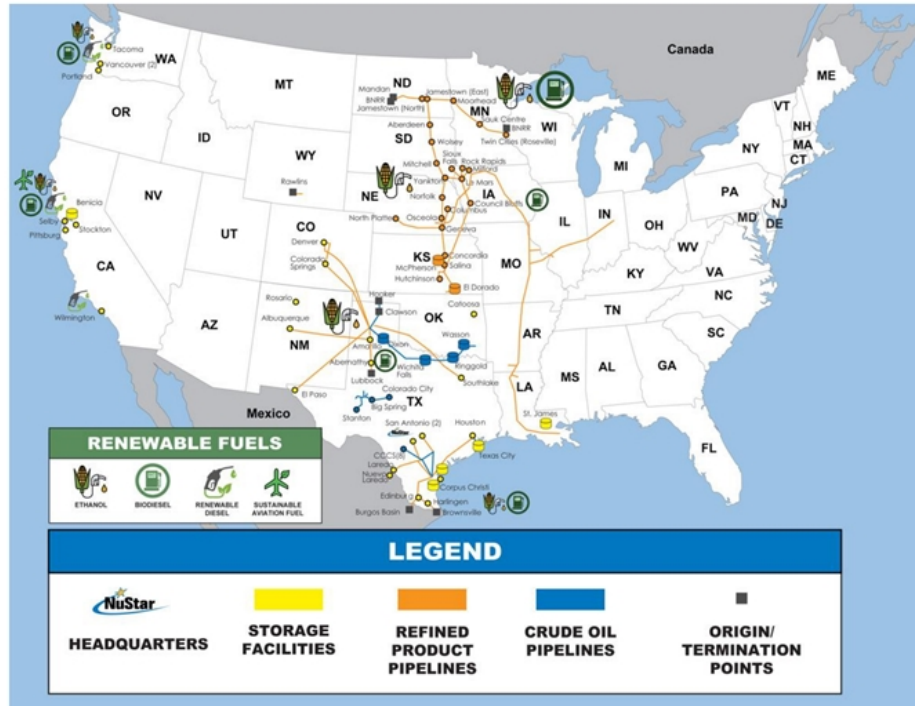 Canada
WA
MT
ND
MN
WI
MI
ME
VT
NH
MA
CT
NY
PA
NJ
DE
MD
OR
ID
WY
SD
NE
IA
IL
IN
OH
WV
VA
KY
NC
SC
TN
GA
AL
MS
FL
NV
UT
CO
KS
MO
CA
AZ
NM
OK
AR
LA
TX
Mexico
Tacoma
Vancouver (2)
Portland
Mandan
BNRR
Jamestown (North)
Jamestown (East)
Moorhead
Sauk Centre
BNRR
Twin Cities (Roseville)
Aberdeen
Wolsey
Mitchell
Sioux
Falls
Rock Rapids
Milford
Yankton
Le Mars
Norfolk
Council Bluffs
Columbus
North Platte
Osceola
Geneva
Rawlins
Benicia
Selby
Stockton
Pittsburg
Wilmington
Denver
Colorado
Springs
Concordia
McPherson
Salina
Hutchinson
El Dorado
Rosario
Albuquerque
Hooker
Clawson
Catoosa
Amarillo
Dixon
Wasson
Abernathy
Lubbock
Wichita
Falls
Ringgold
Southlake
El Paso
Colorado City
Big Spring
Stanton
San Antonio (2)
Houston
St. James
Texas City
Laredo
Nuevo
Laredo
Corpus Christi
Edinburg
Harlingen
Burgos Basin
Brownsville
RENEWABLE FUELS
ETHANOL
BIODIESEL
RENEWABLE
DIESEL
SUSTAINABLE
AVIATION FUEL
LEGEND
NuStar
HEADQUARTERS
STORAGE
FACILITIES
REFINED
PRODUCT
PIPELINES
CRUDE OIL
PIPELINES
ORIGIN/
TERMINATION
POINTS